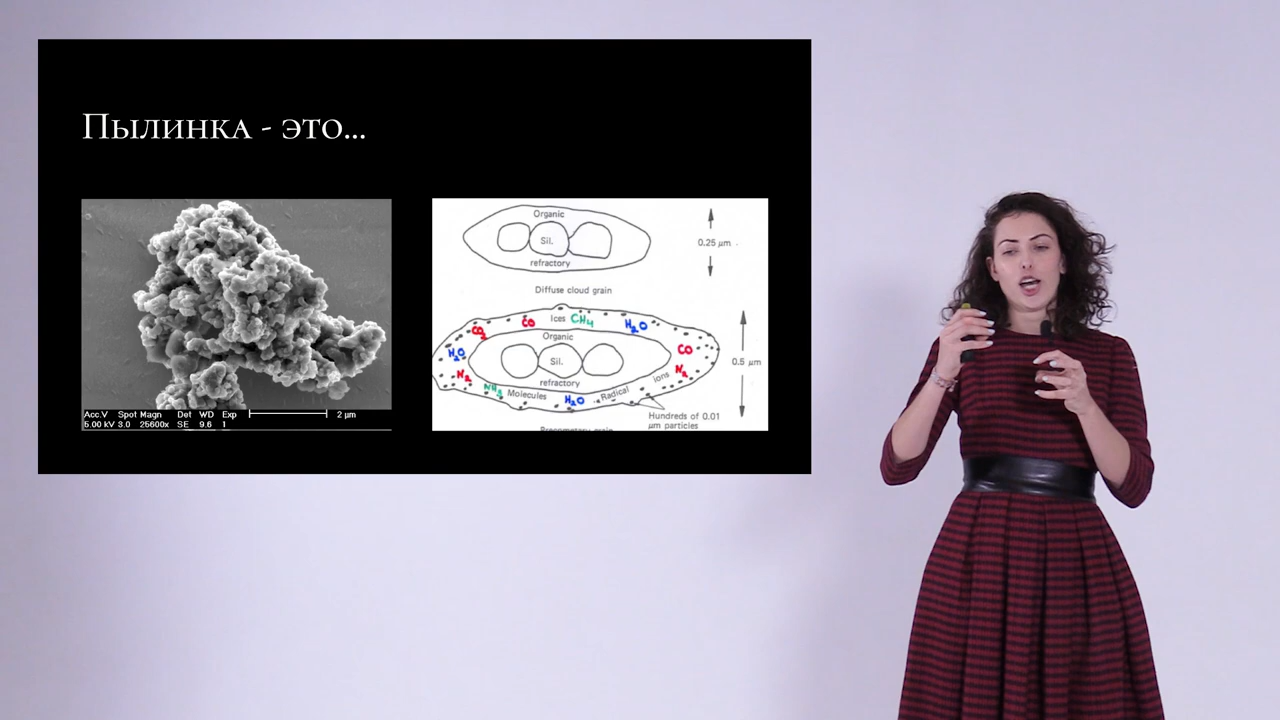 Пылинка - это...
Acc.V Spot Magn Det WD Exp 2 µm
5.00 kV 3.0 25600x SE 9.6 1
Organic
Sil.
refractory
0.25 µm
Diffuse cloud grain
CO₂ CO Ices CH₄ H₂O
H₂O Organic CO
Sil.
0.5 µm
N₂ refractory Ions N₂
NH₃ Molecules H₂O Radical
Hundreds of 0.01
µm particles